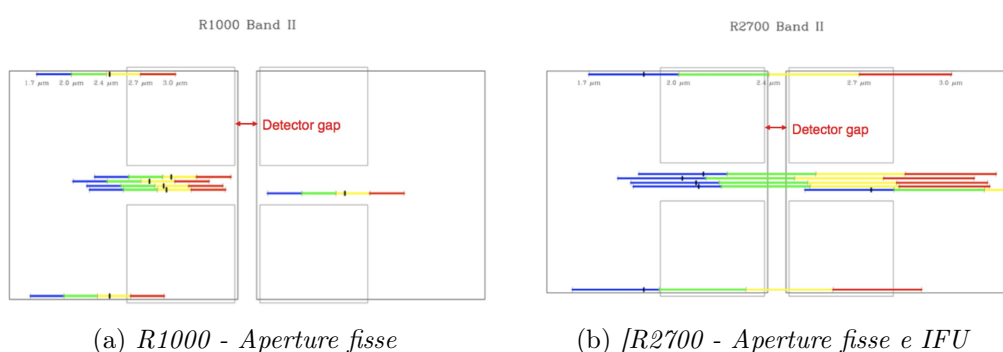 R1000 Band II
1.7 μm 2.0 μm 2.4 μm 2.7 μm 3.0 μm
Detector gap
(a) R1000 - Aperture fisse
R2700 Band II
1.7 μm 2.0 μm 2.4 μm 2.7 μm 3.0 μm
Detector gap
(b) [R2700 - Aperture fisse e IFU